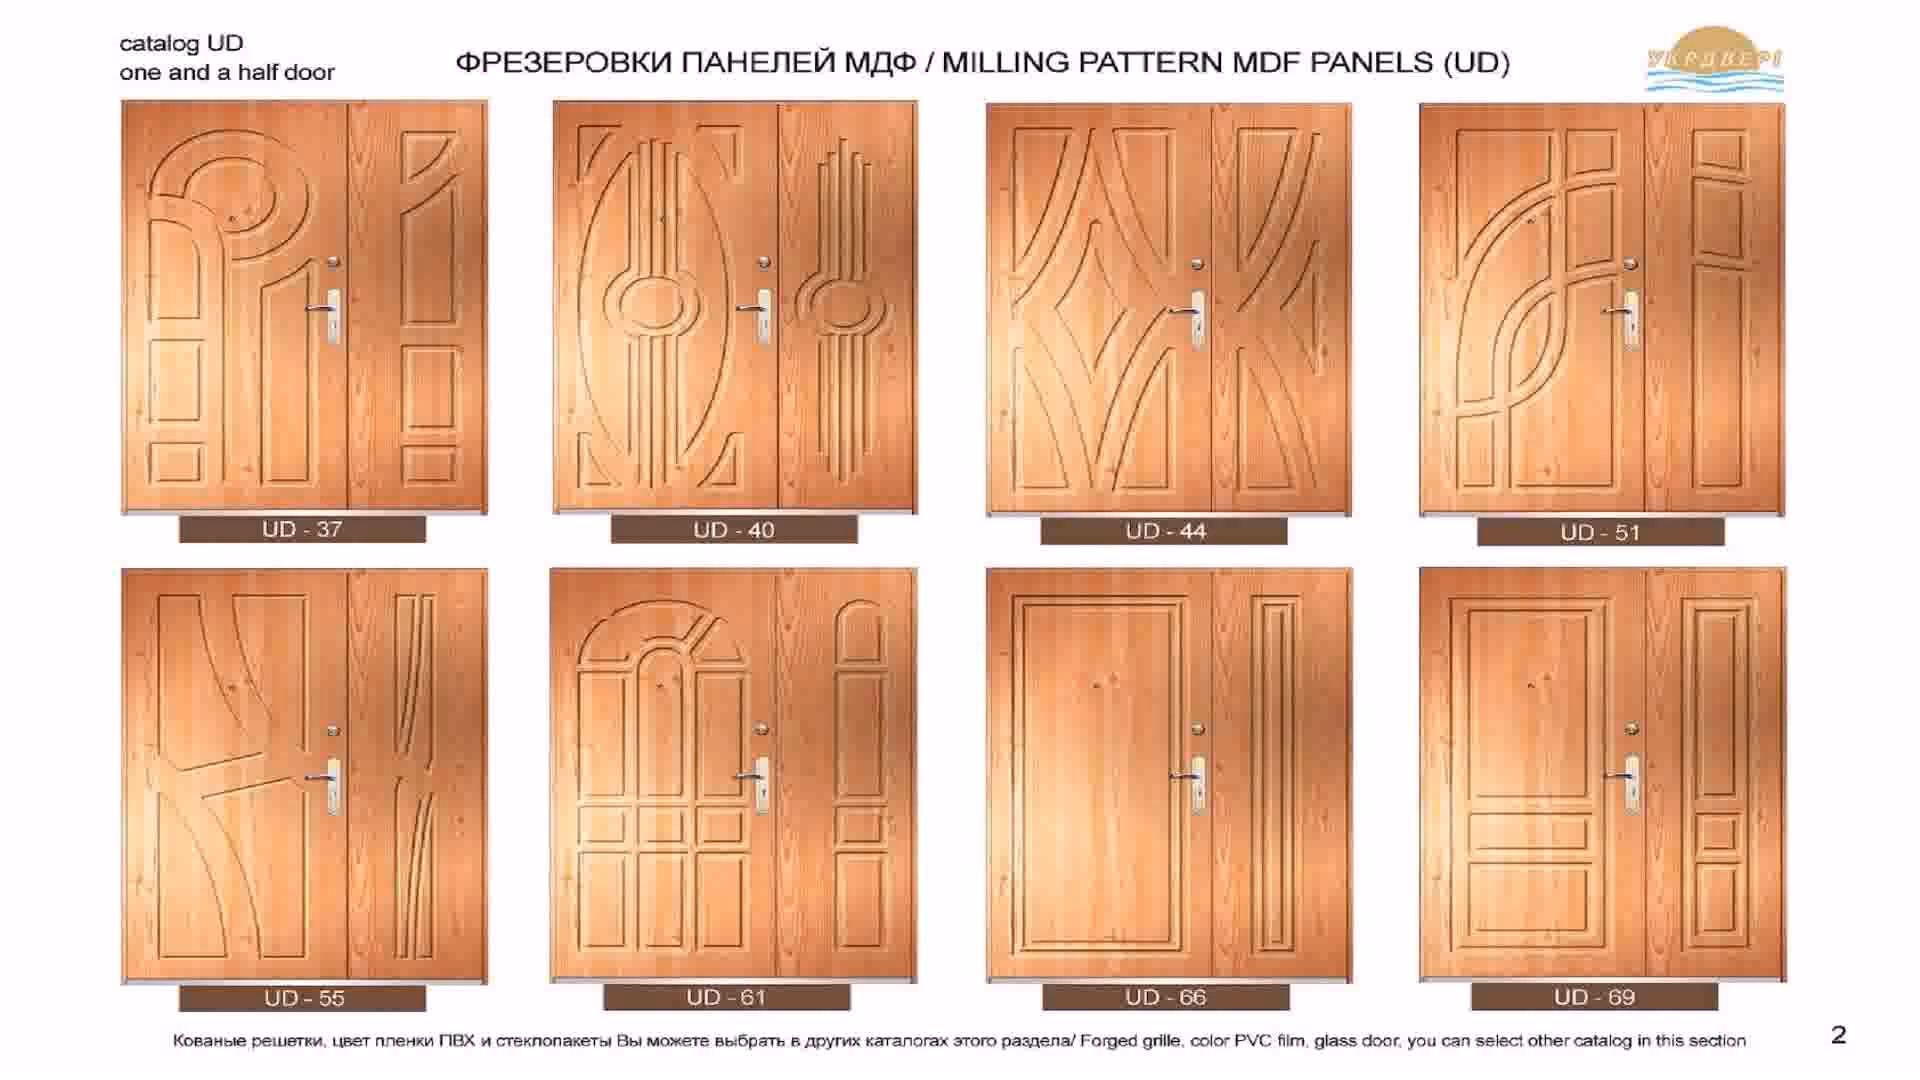 catalog UD
one and a half door
ФРЕЗЕРОВКИ ПАНЕЛЕЙ МДФ / MILLING PATTERN MDF PANELS (UD)
УКРДВЕРІ
UD - 37
UD - 40
UD - 44
UD - 51
UD - 55
UD - 61
UD - 66
UD - 69
Кованые решетки, цвет пленки ПВХ и стеклопакеты Вы можете выбрать в других каталогах этого раздела/ Forged grille, color PVC film, glass door, you can select other catalog in this section
2